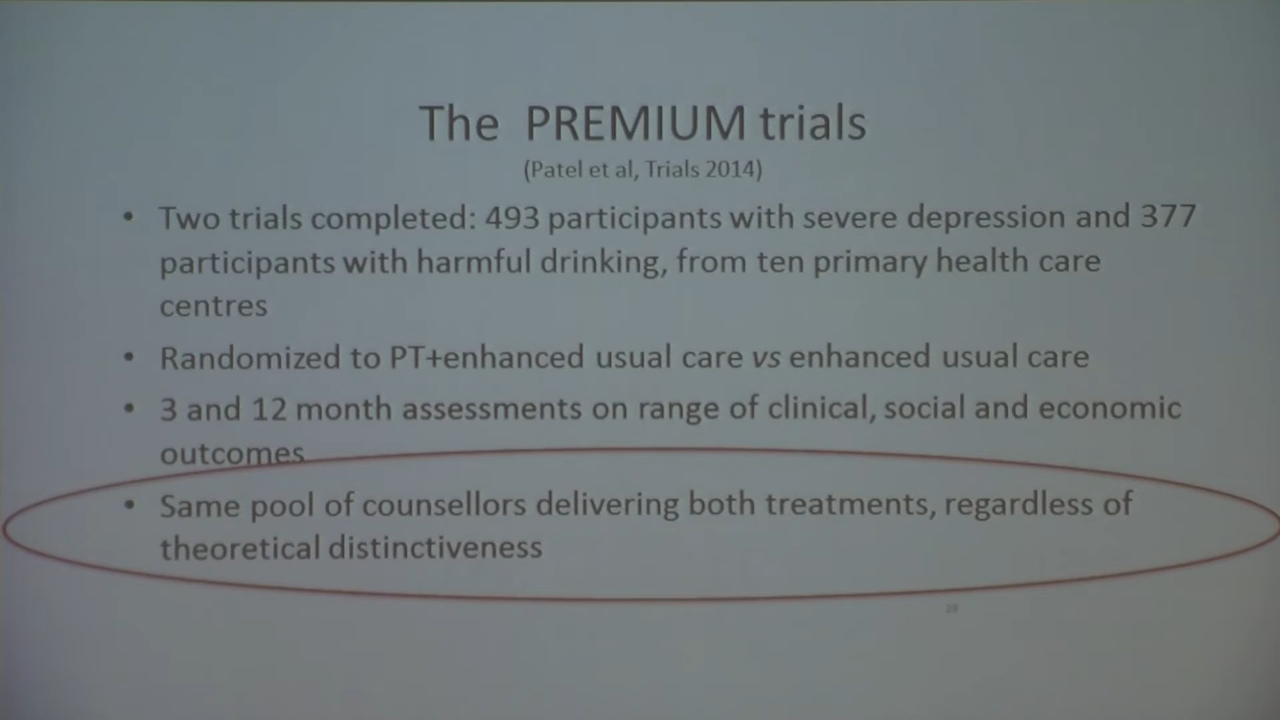 The PREMIUM trials
(Patel et al, Trials 2014)
• Two trials completed: 493 participants with severe depression and 377
participants with harmful drinking, from ten primary health care
centres
• Randomized to PT+enhanced usual care vs enhanced usual care
• 3 and 12 month assessments on range of clinical, social and economic
outcomes
• Same pool of counsellors delivering both treatments, regardless of
theoretical distinctiveness